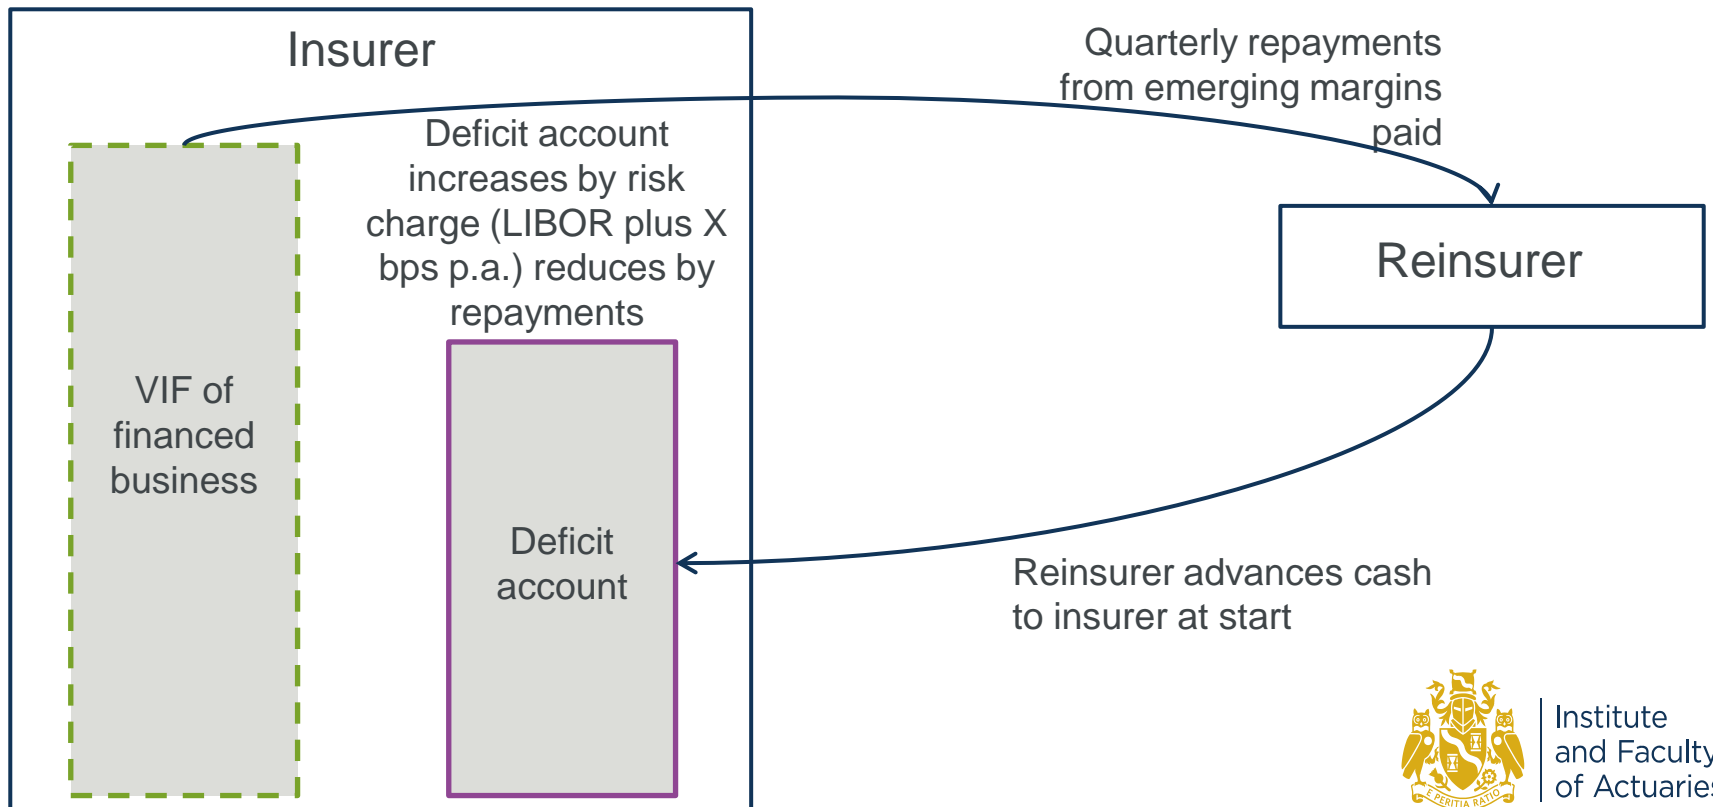 Insurer
Quarterly repayments
from emerging margins
paid
Deficit account
increases by risk
charge (LIBOR plus X
bps p.a.) reduces by
repayments
Reinsurer
VIF of
financed
business
Deficit
account
Reinsurer advances cash
to insurer at start
Institute
and Faculty
of Actuaries
E PERITIA RATIO